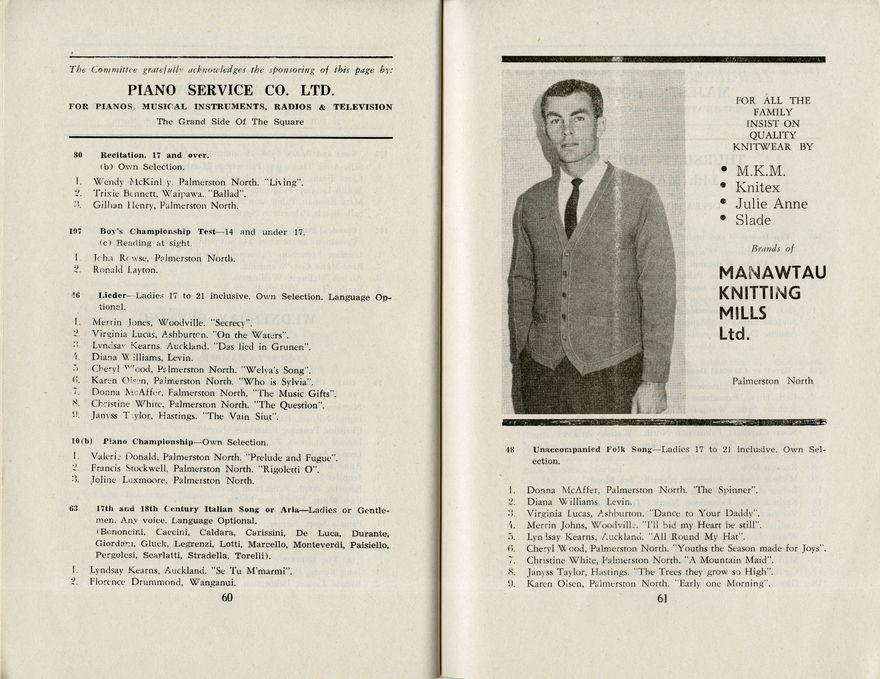 The Committee gratefully acknowledges the sponsoring of this page by:
PIANO SERVICE CO. LTD.
FOR PIANOS, MUSICAL INSTRUMENTS, RADIOS & TELEVISION
The Grand Side Of The Square
80 Recitation. 17 and over.
(b) Own Selection.
1. Wendy McKinl y, Palmerston North. "Living".
2. Trixie Bennett, Waipawa. "Ballad".
3. Gillian Henry, Palmerston North.
107 Boy's Championship Test—14 and under 17.
(c) Reading at sight.
1. John Rowse, Palmerston North.
2. Ronald Layton.
46 Lieder—Ladies 17 to 21 inclusive. Own Selection. Language Op-
tional.
1. Merrin Jones, Woodville. "Secrecy".
2. Virginia Lucas, Ashburton. "On the Waters".
3. Lyndsay Kearns, Auckland. "Das lied in Grunen".
4. Diana Williams, Levin.
5. Cheryl Wood, Palmerston North. "Welya's Song".
6. Karen Olsen, Palmerston North. "Who is Sylvia".
7. Donna McAffer, Falmerston North. "The Music Gifts".
8. Christine White, Palmerston North. "The Question".
9. Janyss Taylor, Hastings. "The Vain Siut".
10(b) Piano Championship—Own Selection.
1. Valerie Donald, Palmerston North. "Prelude and Fugue".
2. Francis Stockwell, Palmerston North. "Rigoletti O".
3. Joline Luxmoore, Palmerston North.
63 17th and 18th Century Italian Song or Aria—Ladies or Gentle-
men. Any voice. Language Optional.
(Bononcini, Caccini, Caldara, Carissini, De Luca, Durante,
Giordani, Gluck, Legrenzi, Lotti, Marcello, Monteverdi, Paisiello,
Pergolesi, Scarlatti, Stradella, Torelli).
1. Lyndsay Kearns, Auckland. "Se Tu M'marmi".
2. Florence Drummond, Wanganui.
60
FOR ALL THE
FAMILY
INSIST ON
QUALITY
KNITWEAR BY
• M.K.M.
• Knitex
• Julie Anne
• Slade
Brands of
MANAWTAU
KNITTING
MILLS
Ltd.
Palmerston North
48 Unaccompanied Folk Song—Ladies 17 to 21 inclusive. Own Sel-
ection.
1. Donna McAffer, Palmerston North. 'The Spinner".
2. Diana Williams, Levin.
3. Virginia Lucas, Ashburton. "Dance to Your Daddy".
4. Merrin Johns, Woodville. "I'll bid my Heart be still".
5. Lyndsay Kearns, Auckland. "All Round My Hat".
6. Cheryl Wood, Palmerston North. "Youths the Season made for Joys".
7. Christine White, Palmerston North. "A Mountain Maid".
8. Janyss Taylor, Hastings. "The Trees they grow so High".
9. Karen Olsen, Palmerston North. "Early one Morning".
61